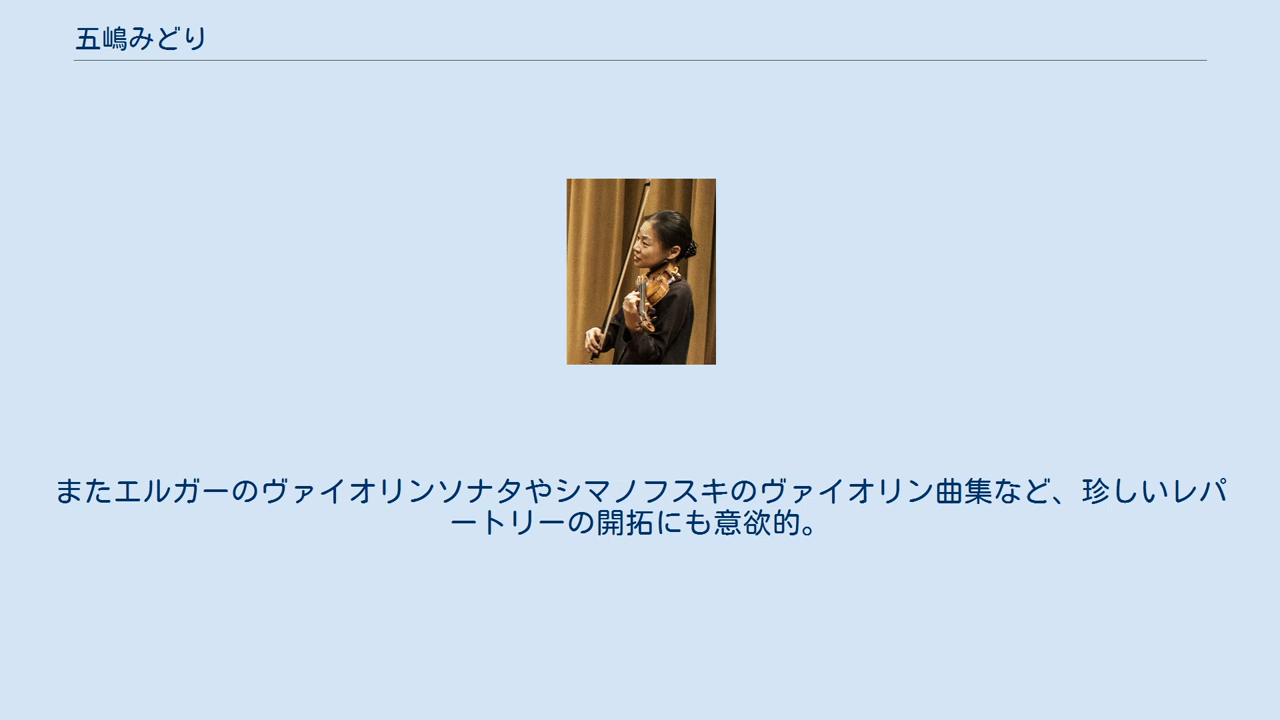 五嶋みどり
またエルガーのヴァイオリンソナタやシマノフスキのヴァイオリン曲集など、珍しいレパ
ートリーの開拓にも意欲的。